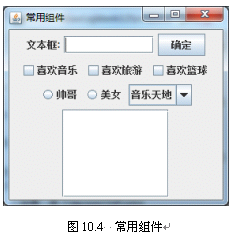 常用组件
文本框: 确定
喜欢音乐 喜欢旅游 喜欢篮球
帅哥 美女 音乐天地
图 10.4 · 常用组件↵